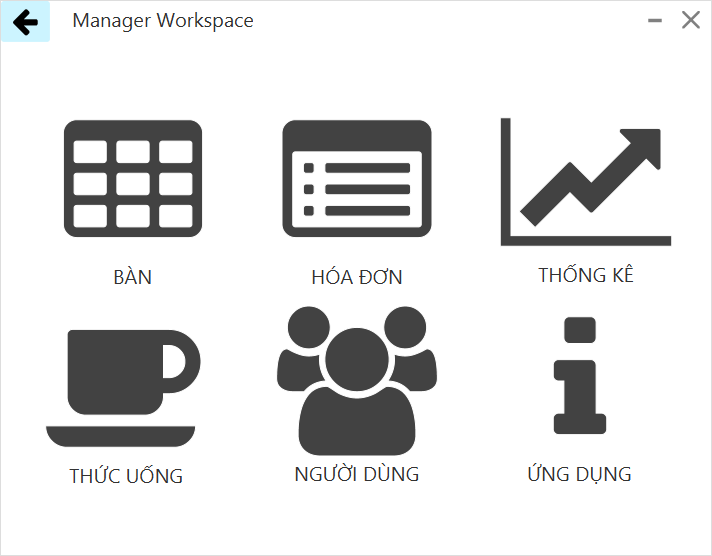 Manager Workspace
BÀN
HÓA ĐƠN
THỐNG KÊ
THỨC UỐNG
NGƯỜI DÙNG
ỨNG DỤNG